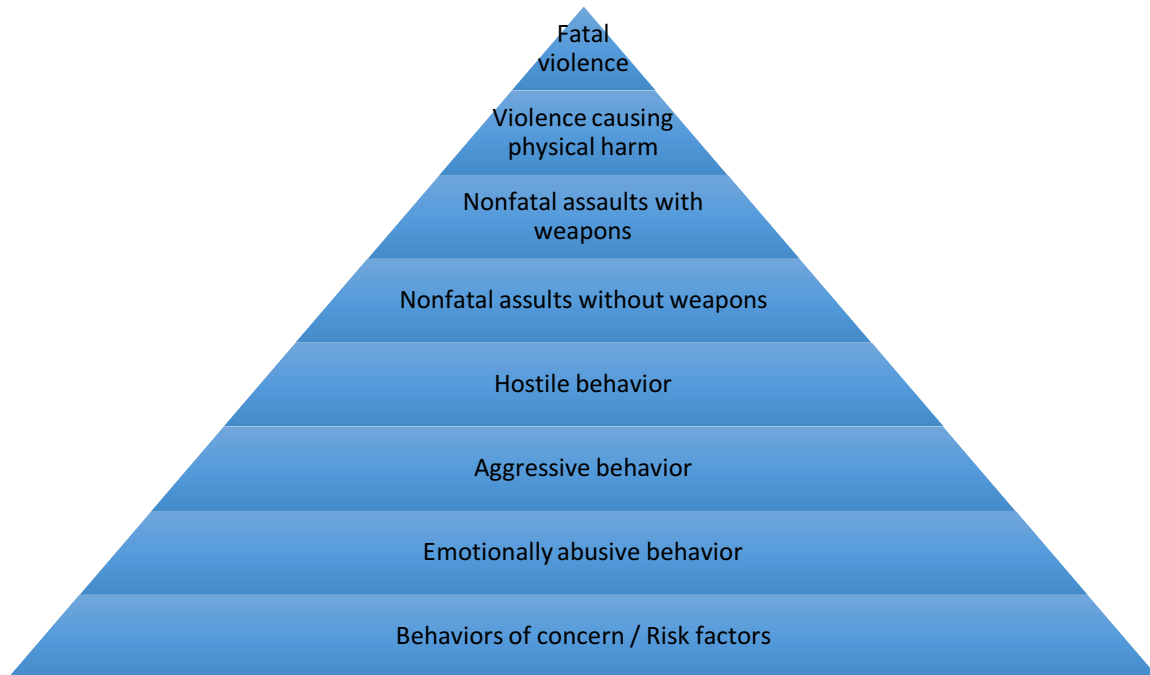 Fatal
violence
Violence causing
physical harm
Nonfatal assaults with
weapons
Nonfatal assults without weapons
Hostile behavior
Aggressive behavior
Emotionally abusive behavior
Behaviors of concern / Risk factors